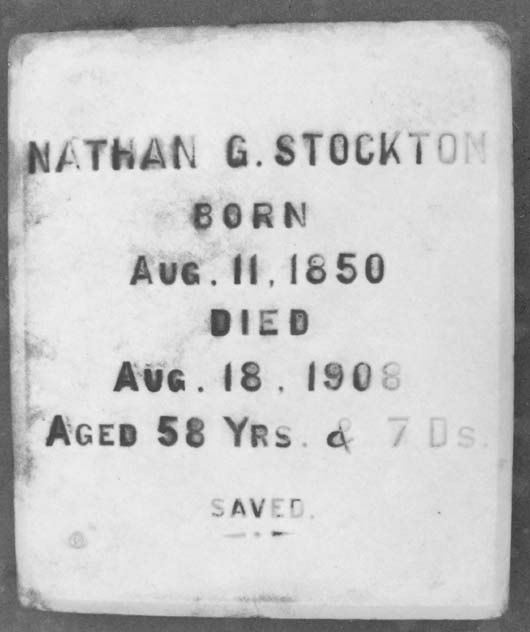 NATHAN G. STOCKTON
BORN
AUG. 11, 1850
DIED
AUG. 18, 1908
AGED 58 YRS. & 7 DS.
SAVED.